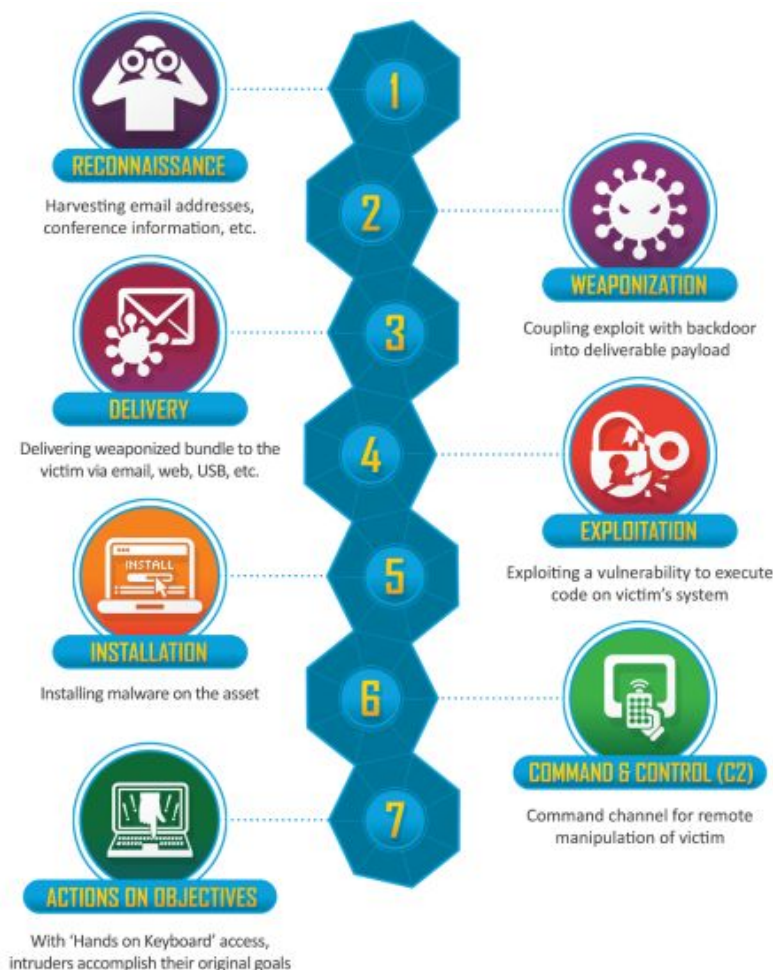 1
RECONNAISSANCE
Harvesting email addresses,
conference information, etc.
2
WEAPONIZATION
Coupling exploit with backdoor
into deliverable payload
3
DELIVERY
Delivering weaponized bundle to the
victim via email, web, USB, etc.
4
EXPLOITATION
Exploiting a vulnerability to execute
code on victim's system
5
INSTALL
INSTALLATION
Installing malware on the asset
6
COMMAND & CONTROL (C2)
Command channel for remote
manipulation of victim
7
ACTIONS ON OBJECTIVES
With 'Hands on Keyboard' access,
intruders accomplish their original goals